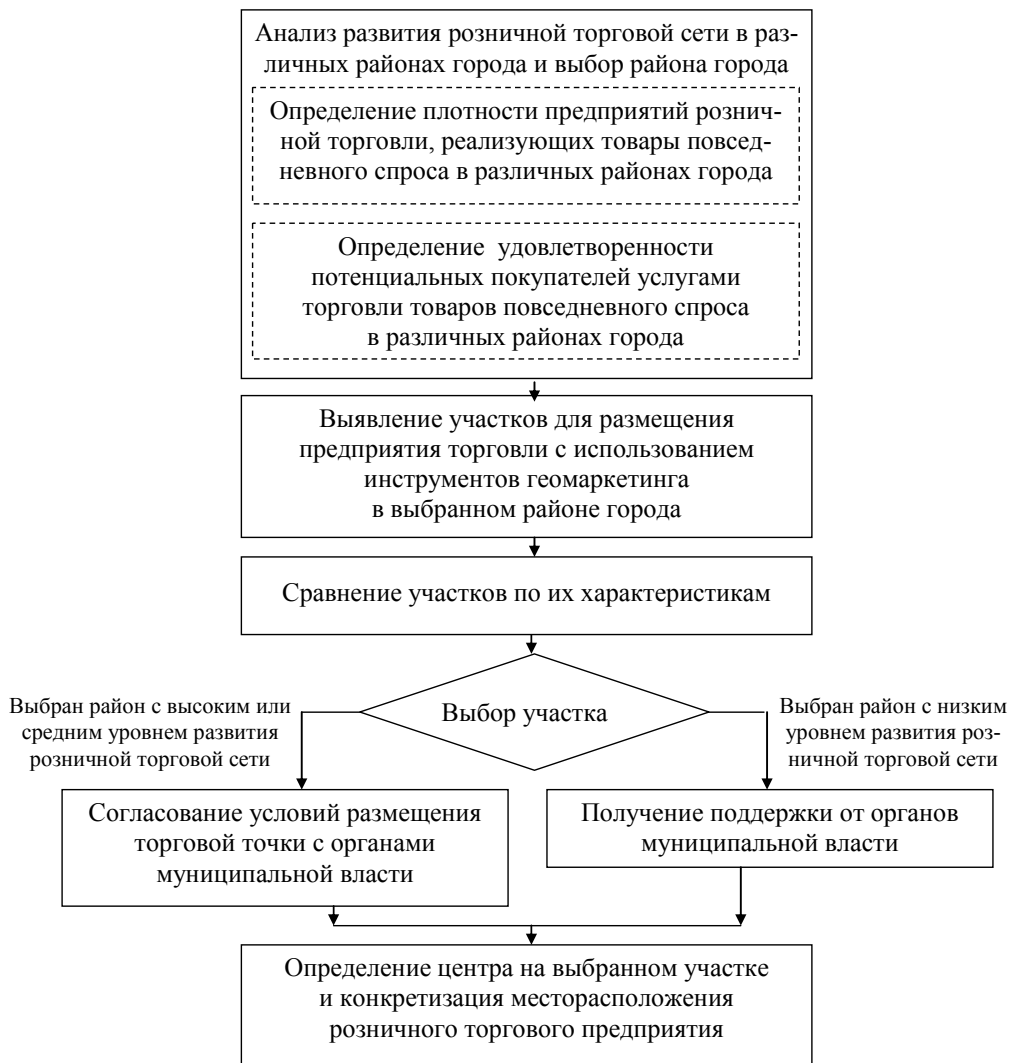 Анализ развития розничной торговой сети в раз-
личных районах города и выбор района города
Определение плотности предприятий рознич-
ной торговли, реализующих товары повсед-
невного спроса в различных районах города
Определение удовлетворенности
потенциальных покупателей услугами
торговли товаров повседневного спроса
в различных районах города
Выявление участков для размещения
предприятия торговли с использованием
инструментов геомаркетинга
в выбранном районе города
Сравнение участков по их характеристикам
Выбор участка
Выбран район с высоким или
средним уровнем развития
розничной торговой сети
Выбран район с низким
уровнем развития роз-
ничной торговой сети
Согласование условий размещения
торговой точки с органами
муниципальной власти
Получение поддержки от органов
муниципальной власти
Определение центра на выбранном участке
и конкретизация месторасположения
розничного торгового предприятия